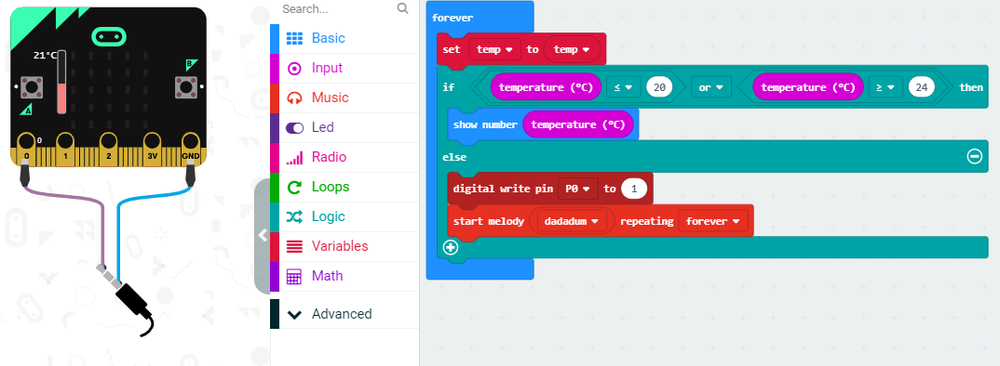 21°C
B
A
0
0 1 2 3V GND
Search...
Basic
Input
Music
Led
Radio
Loops
Logic
Variables
Math
Advanced
forever
set temp to temp
if temperature (°C) ≤ 20 or temperature (°C) ≥ 24 then
show number temperature (°C)
else
digital write pin P0 to 1
start melody dadadum repeating forever